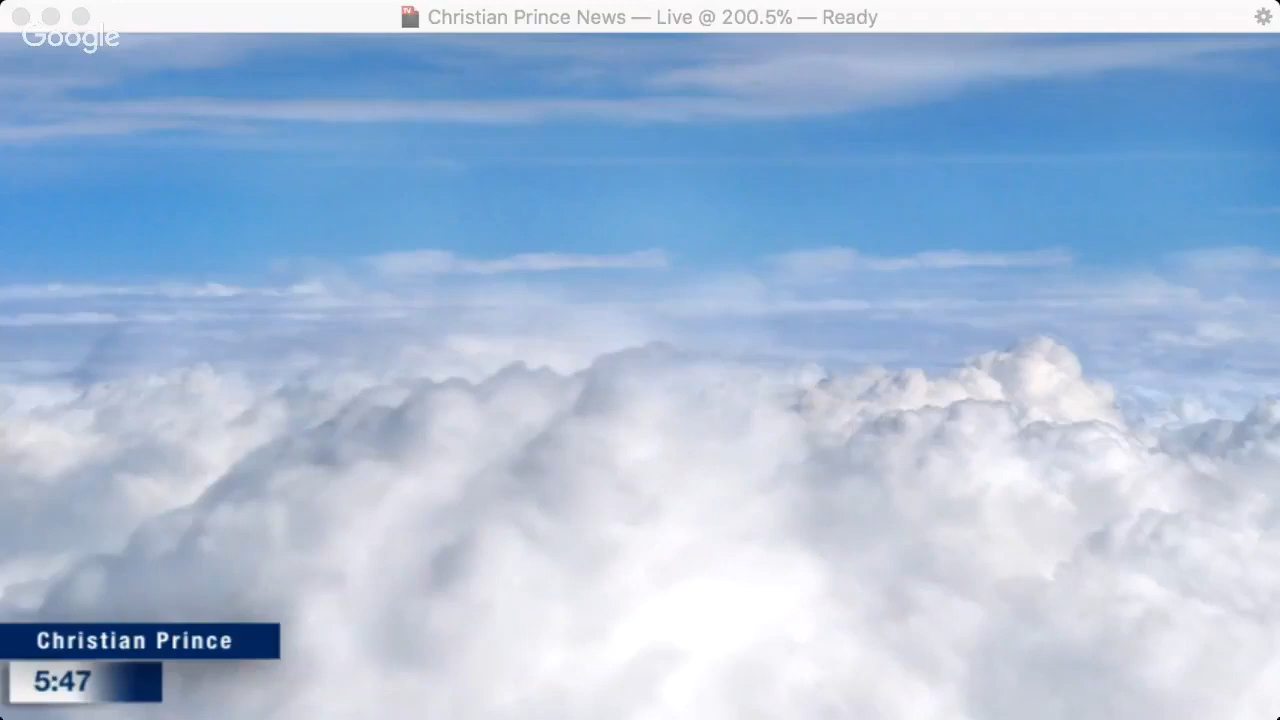 Christian Prince News — Live @ 200.5% — Ready
Google
Christian Prince
5:47